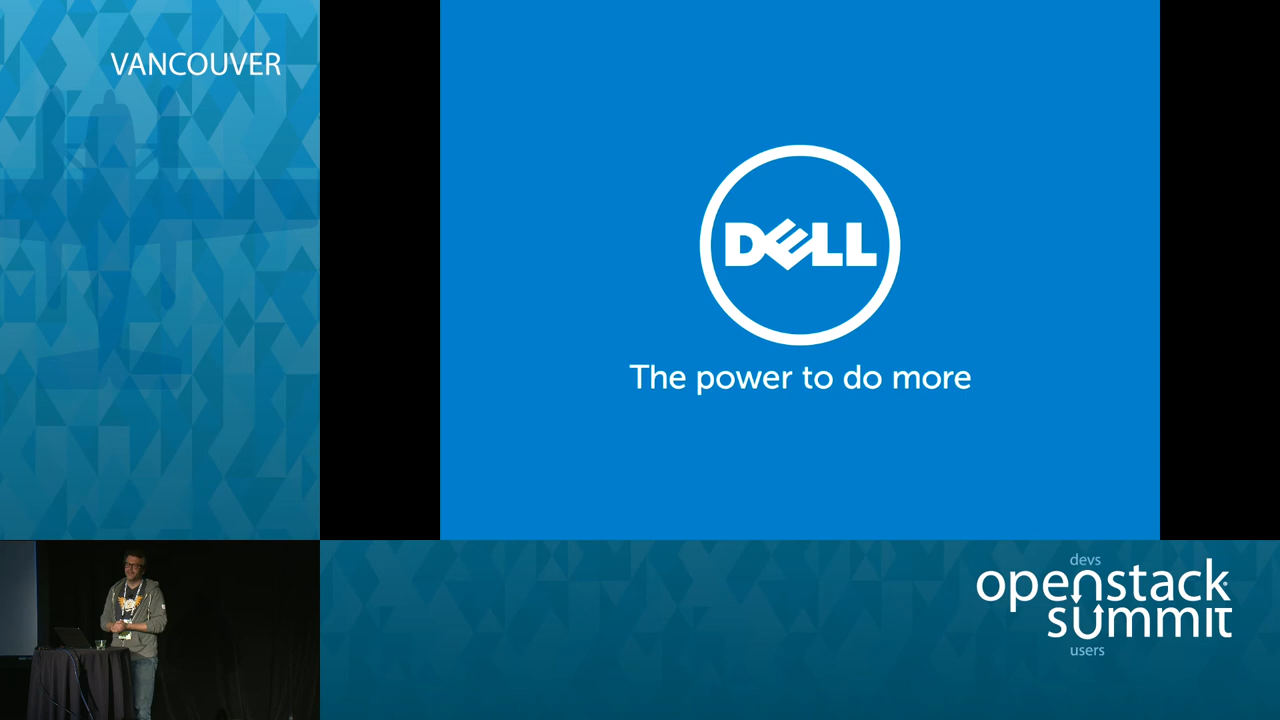 VANCOUVER
DELL
The power to do more
devs
openstack
summit
users